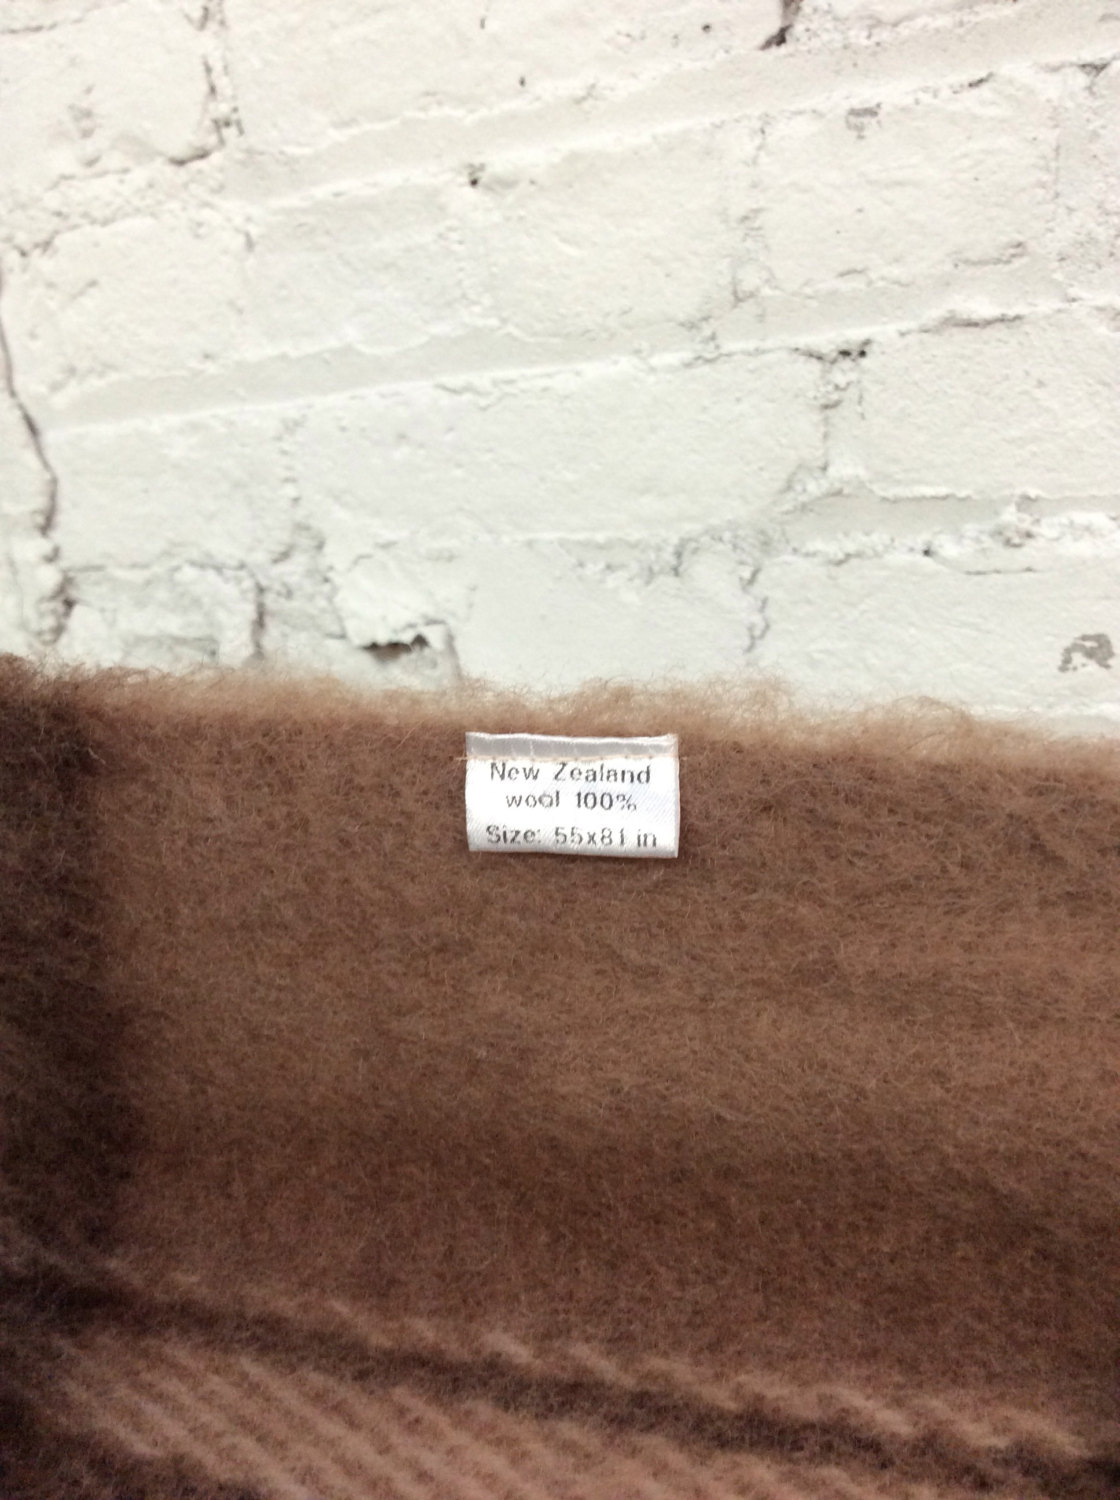 New Zealand
wool 100%
Size: 55x81 in